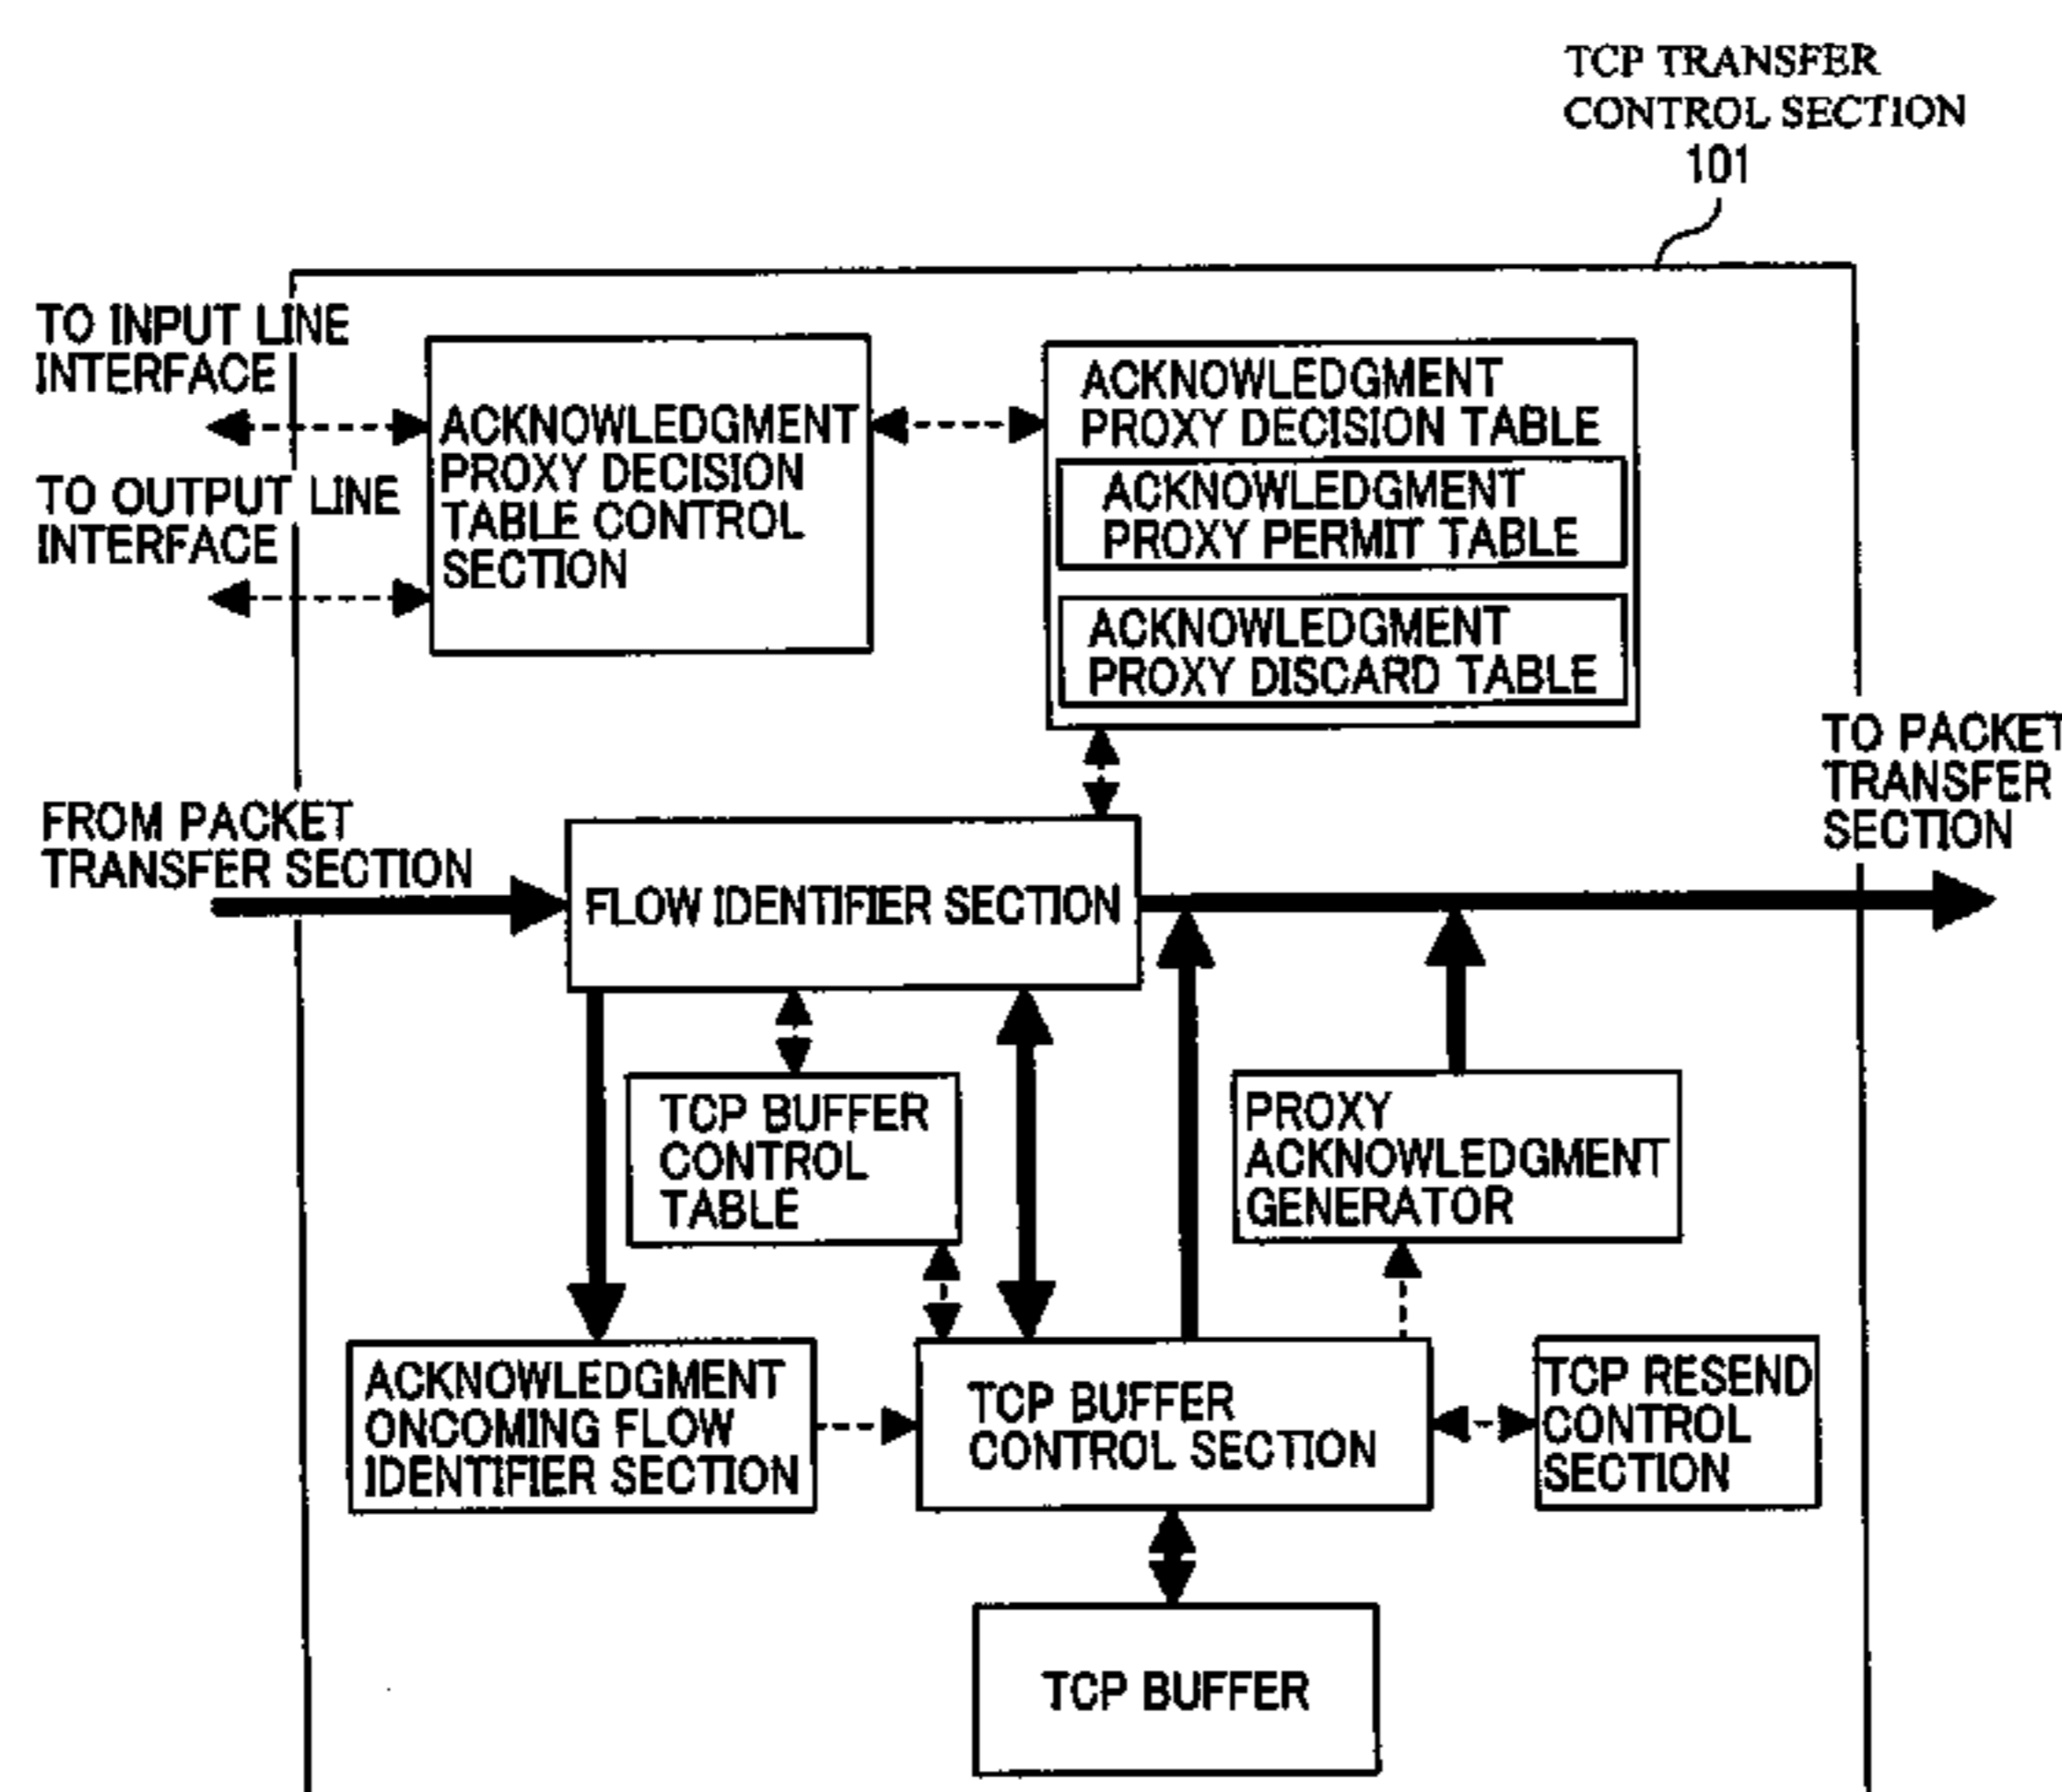 TCP TRANSFER
CONTROL SECTION
101
TO INPUT LINE
INTERFACE
TO OUTPUT LINE
INTERFACE
ACKNOWLEDGMENT
PROXY DECISION
TABLE CONTROL
SECTION
ACKNOWLEDGMENT
PROXY DECISION TABLE
ACKNOWLEDGMENT
PROXY PERMIT TABLE
ACKNOWLEDGMENT
PROXY DISCARD TABLE
TO PACKET
TRANSFER
SECTION
FROM PACKET
TRANSFER SECTION
FLOW IDENTIFIER SECTION
TCP BUFFER
CONTROL
TABLE
PROXY
ACKNOWLEDGMENT
GENERATOR
ACKNOWLEDGMENT
ONCOMING FLOW
IDENTIFIER SECTION
TCP BUFFER
CONTROL SECTION
TCP RESEND
CONTROL
SECTION
TCP BUFFER